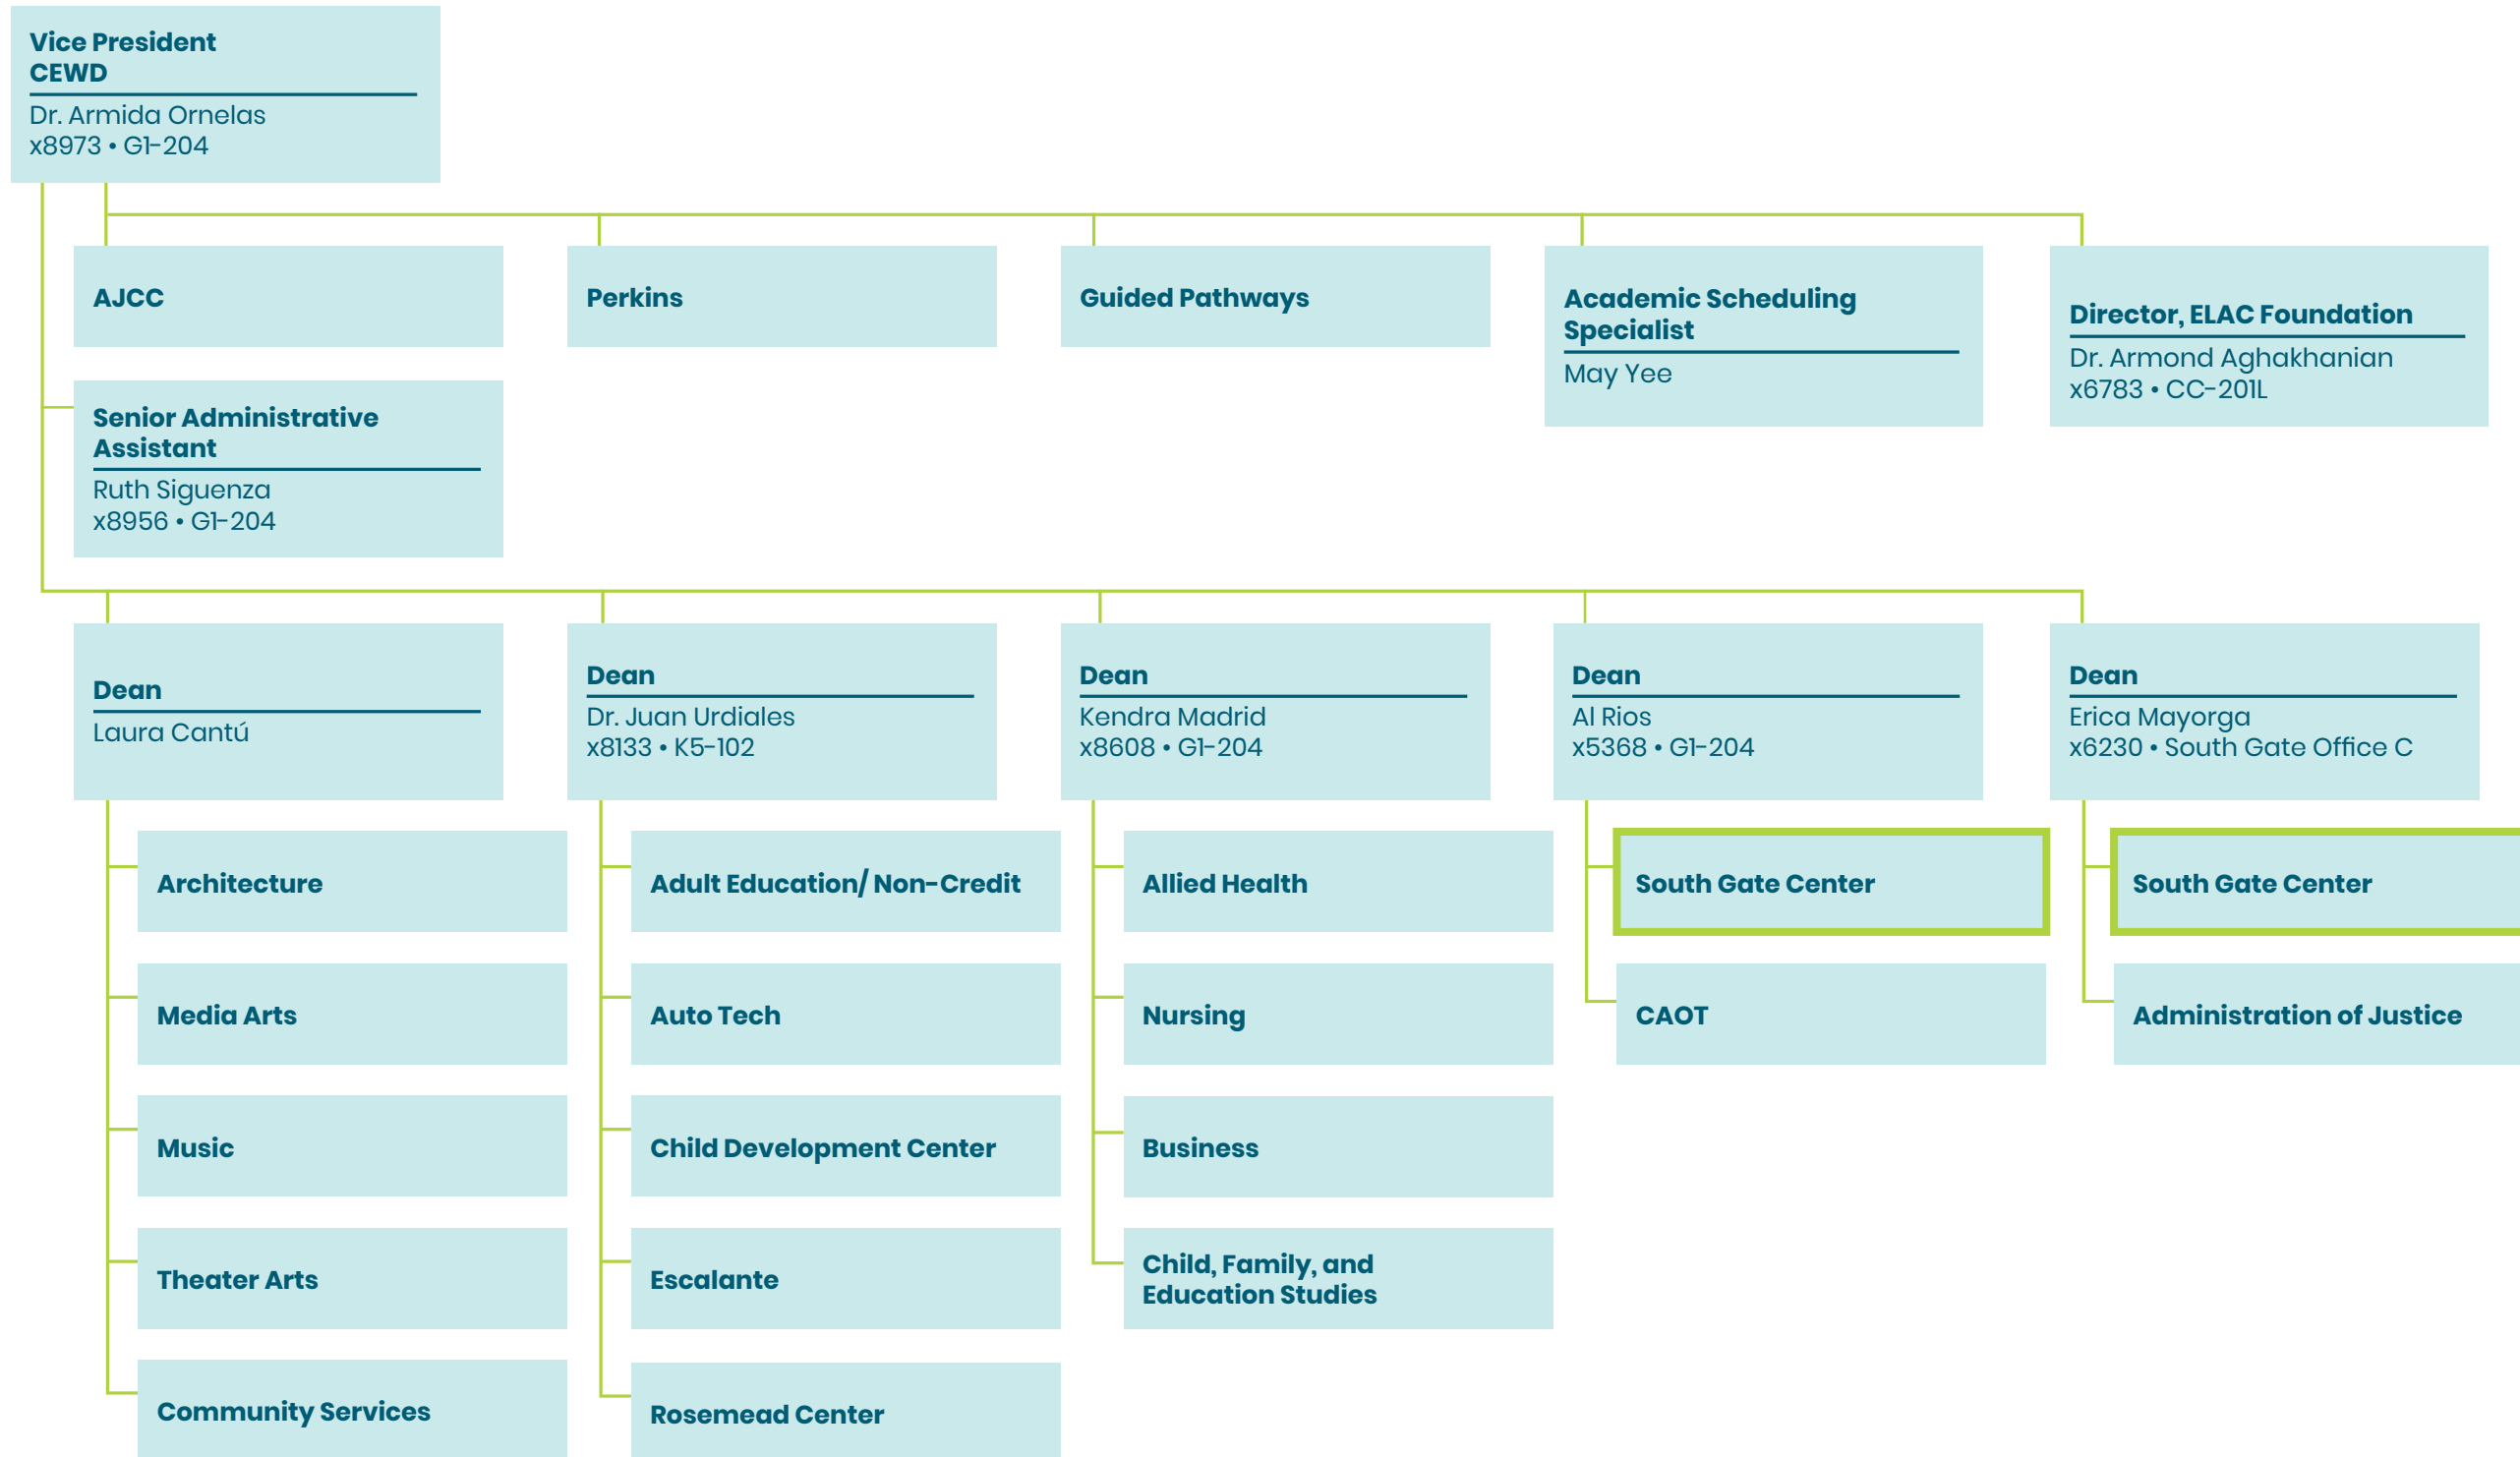 Vice President
CEWD
Dr. Armida Ornelas
x8973 • G1-204
AJCC
Perkins
Guided Pathways
Academic Scheduling
Specialist
May Yee
Director, ELAC Foundation
Dr. Armond Aghakhanian
x6783 • CC-201L
Senior Administrative
Assistant
Ruth Siguenza
x8956 • G1-204
Dean
Laura Cantú
Dean
Dr. Juan Urdiales
x8133 • K5-102
Dean
Kendra Madrid
x8608 • G1-204
Dean
Al Rios
x5368 • G1-204
Dean
Erica Mayorga
x6230 • South Gate Office C
Architecture
Media Arts
Music
Theater Arts
Community Services
Adult Education/ Non-Credit
Auto Tech
Child Development Center
Escalante
Rosemead Center
Allied Health
Nursing
Business
Child, Family, and
Education Studies
South Gate Center
CAOT
South Gate Center
Administration of Justice